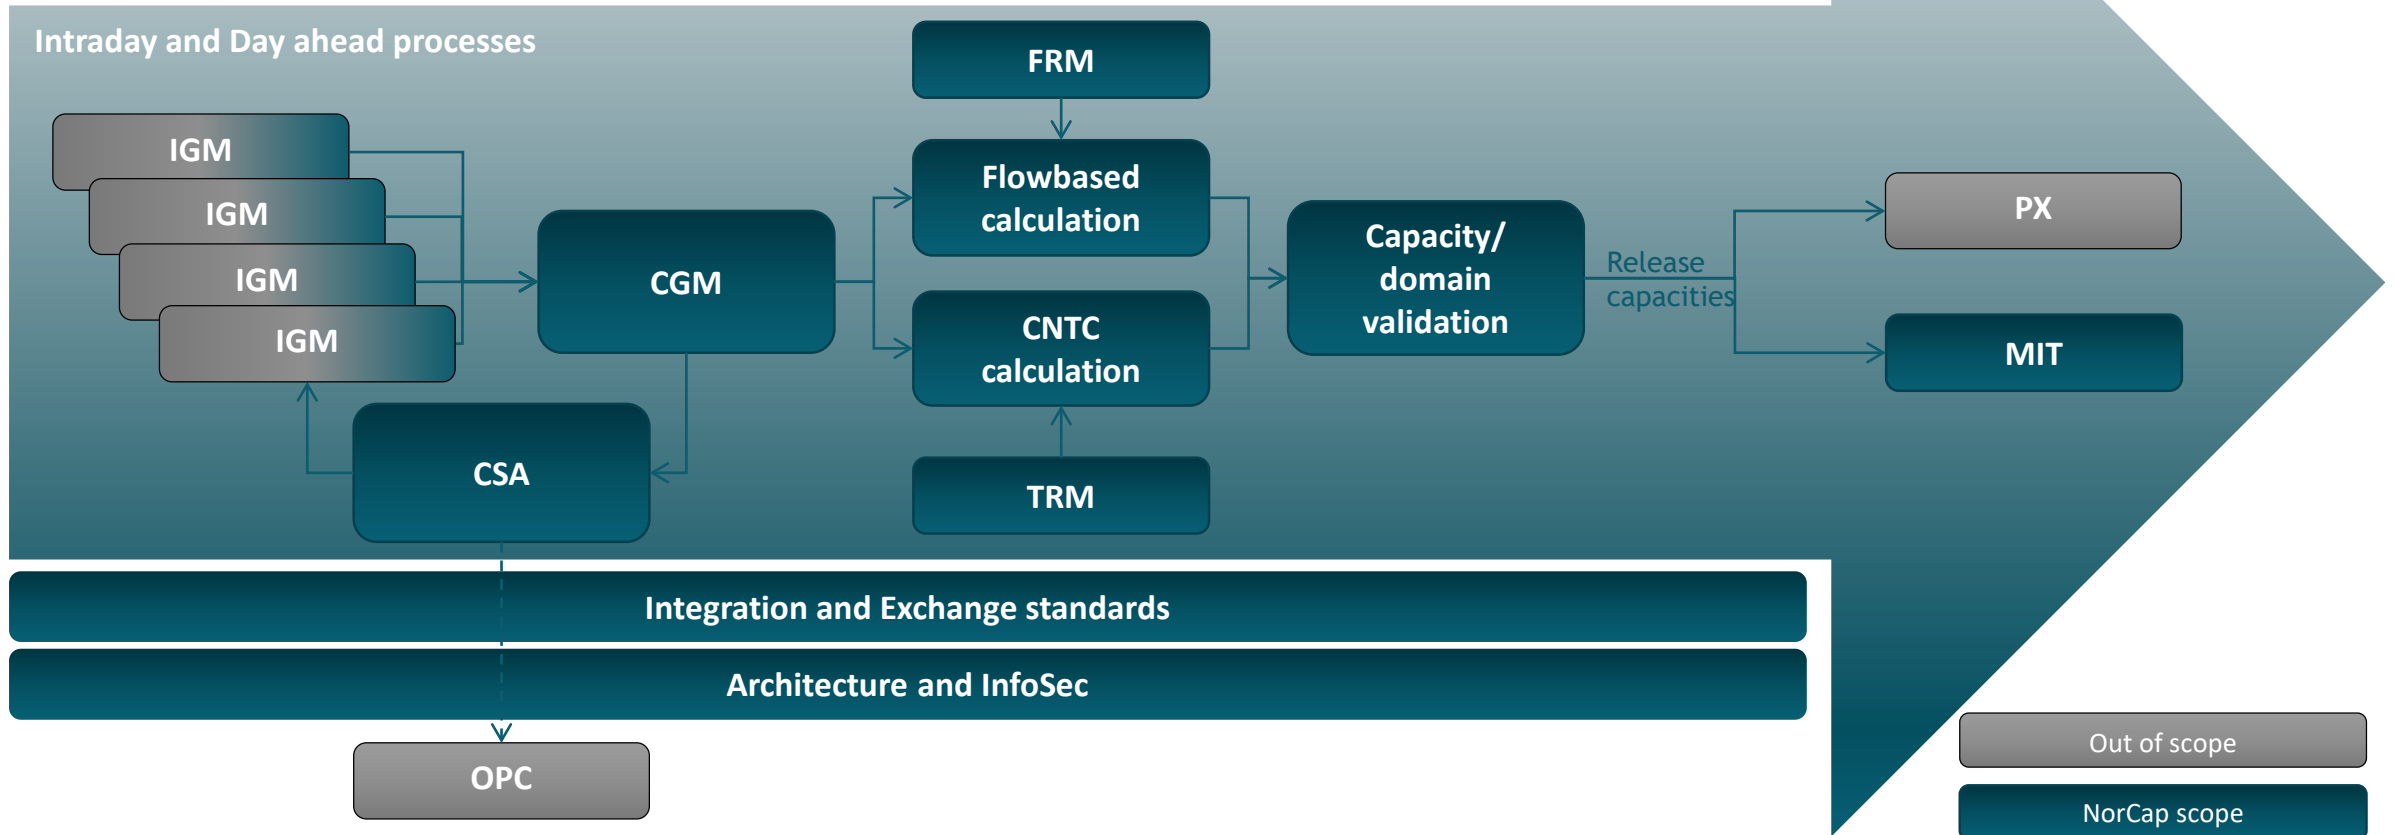 Intraday and Day ahead processes
FRM
IGM
IGM
IGM
IGM
CGM
CSA
Flowbased
calculation
CNTC
calculation
TRM
Capacity/
domain
validation
Release
capacities
PX
MIT
Integration and Exchange standards
Architecture and InfoSec
OPC
Out of scope
NorCap scope